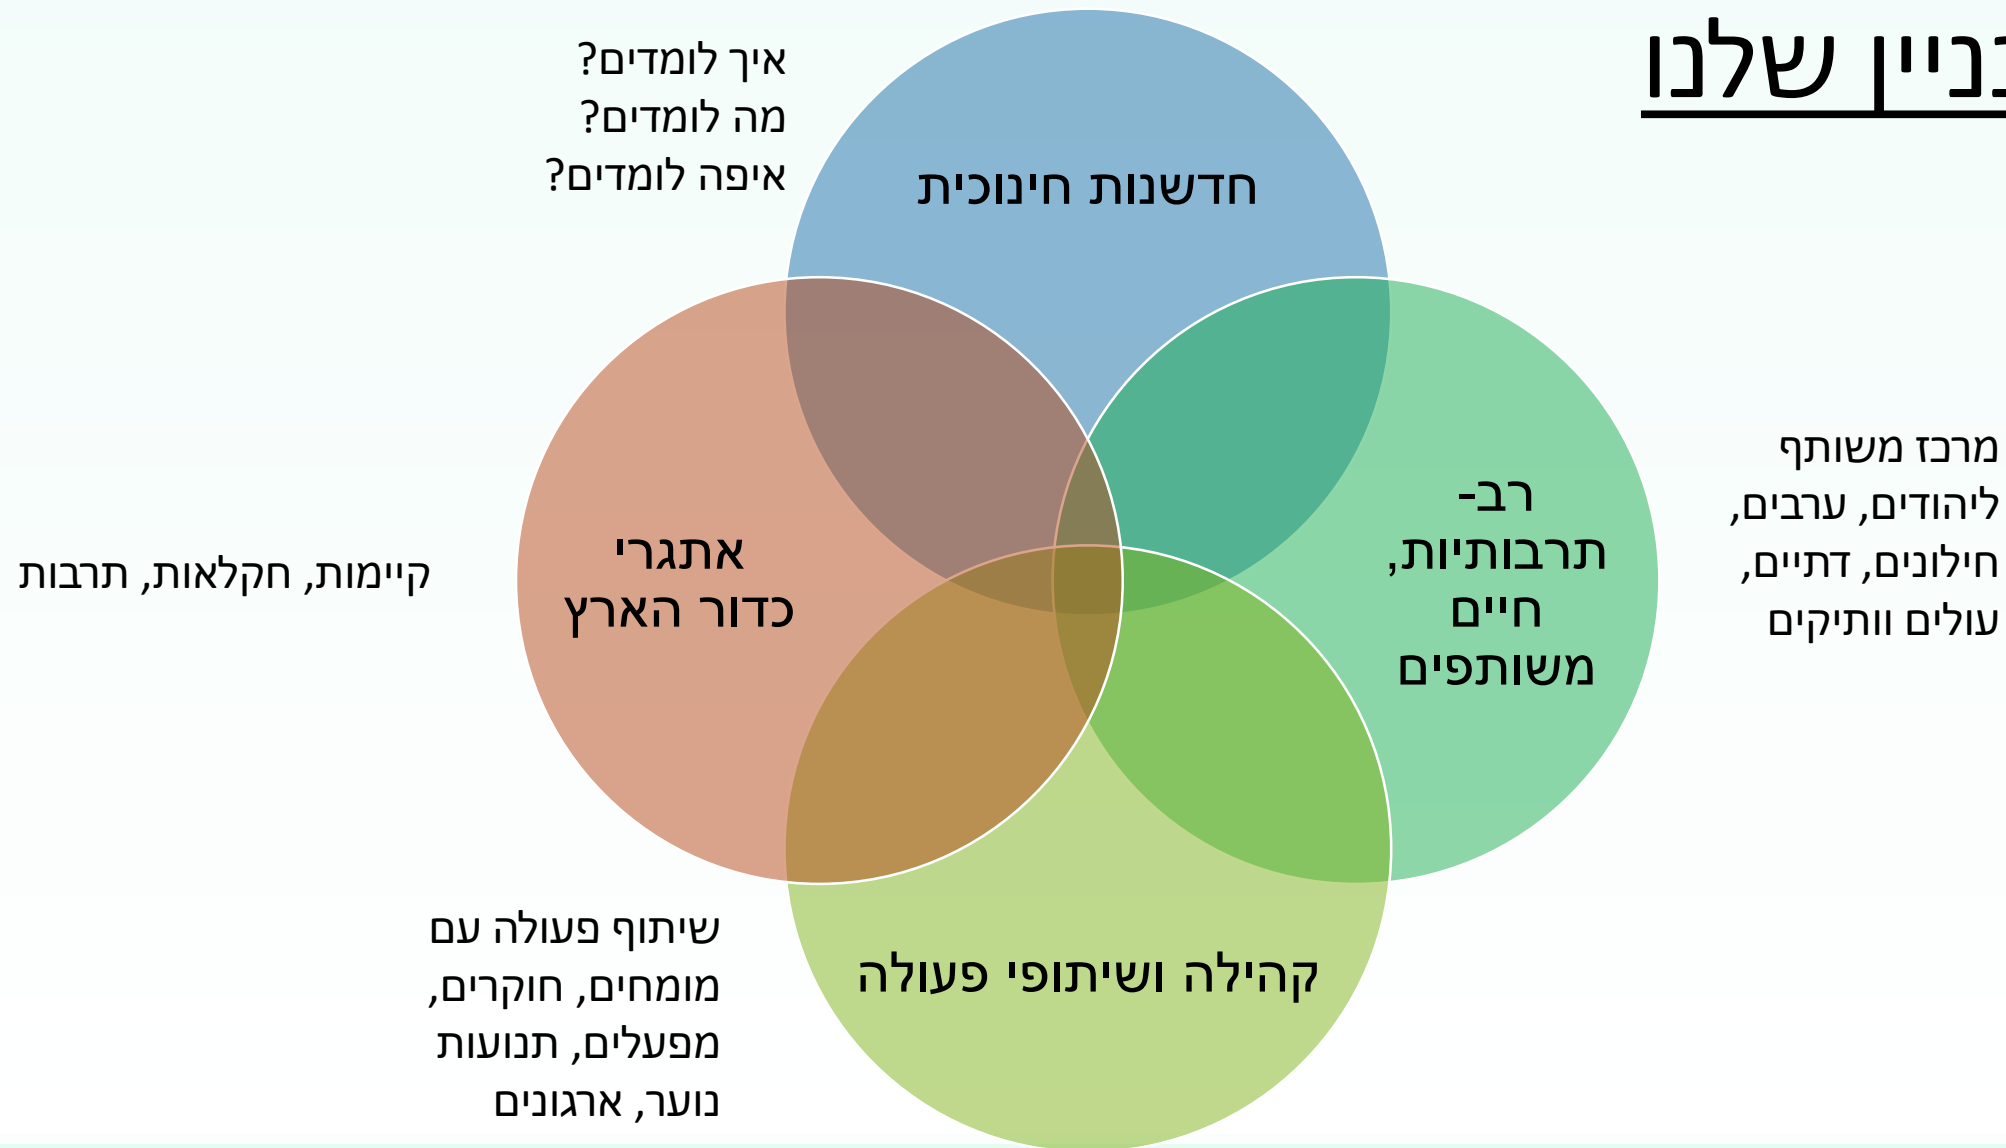 שלנו
איך לומדים?
מה לומדים?
איפה לומדים?
חדשנות חינוכית
רב-
תרבותיות,
חיים
משותפים
מרכז משותף
ליהודים, ערבים,
חילונים, דתיים,
עולים וותיקים
אתגרי
כדור הארץ
קיימות, חקלאות, תרבות
קהילה ושיתופי פעולה
שיתוף פעולה עם
מומחים, חוקרים,
מפעלים, תנועות
נוער, ארגונים